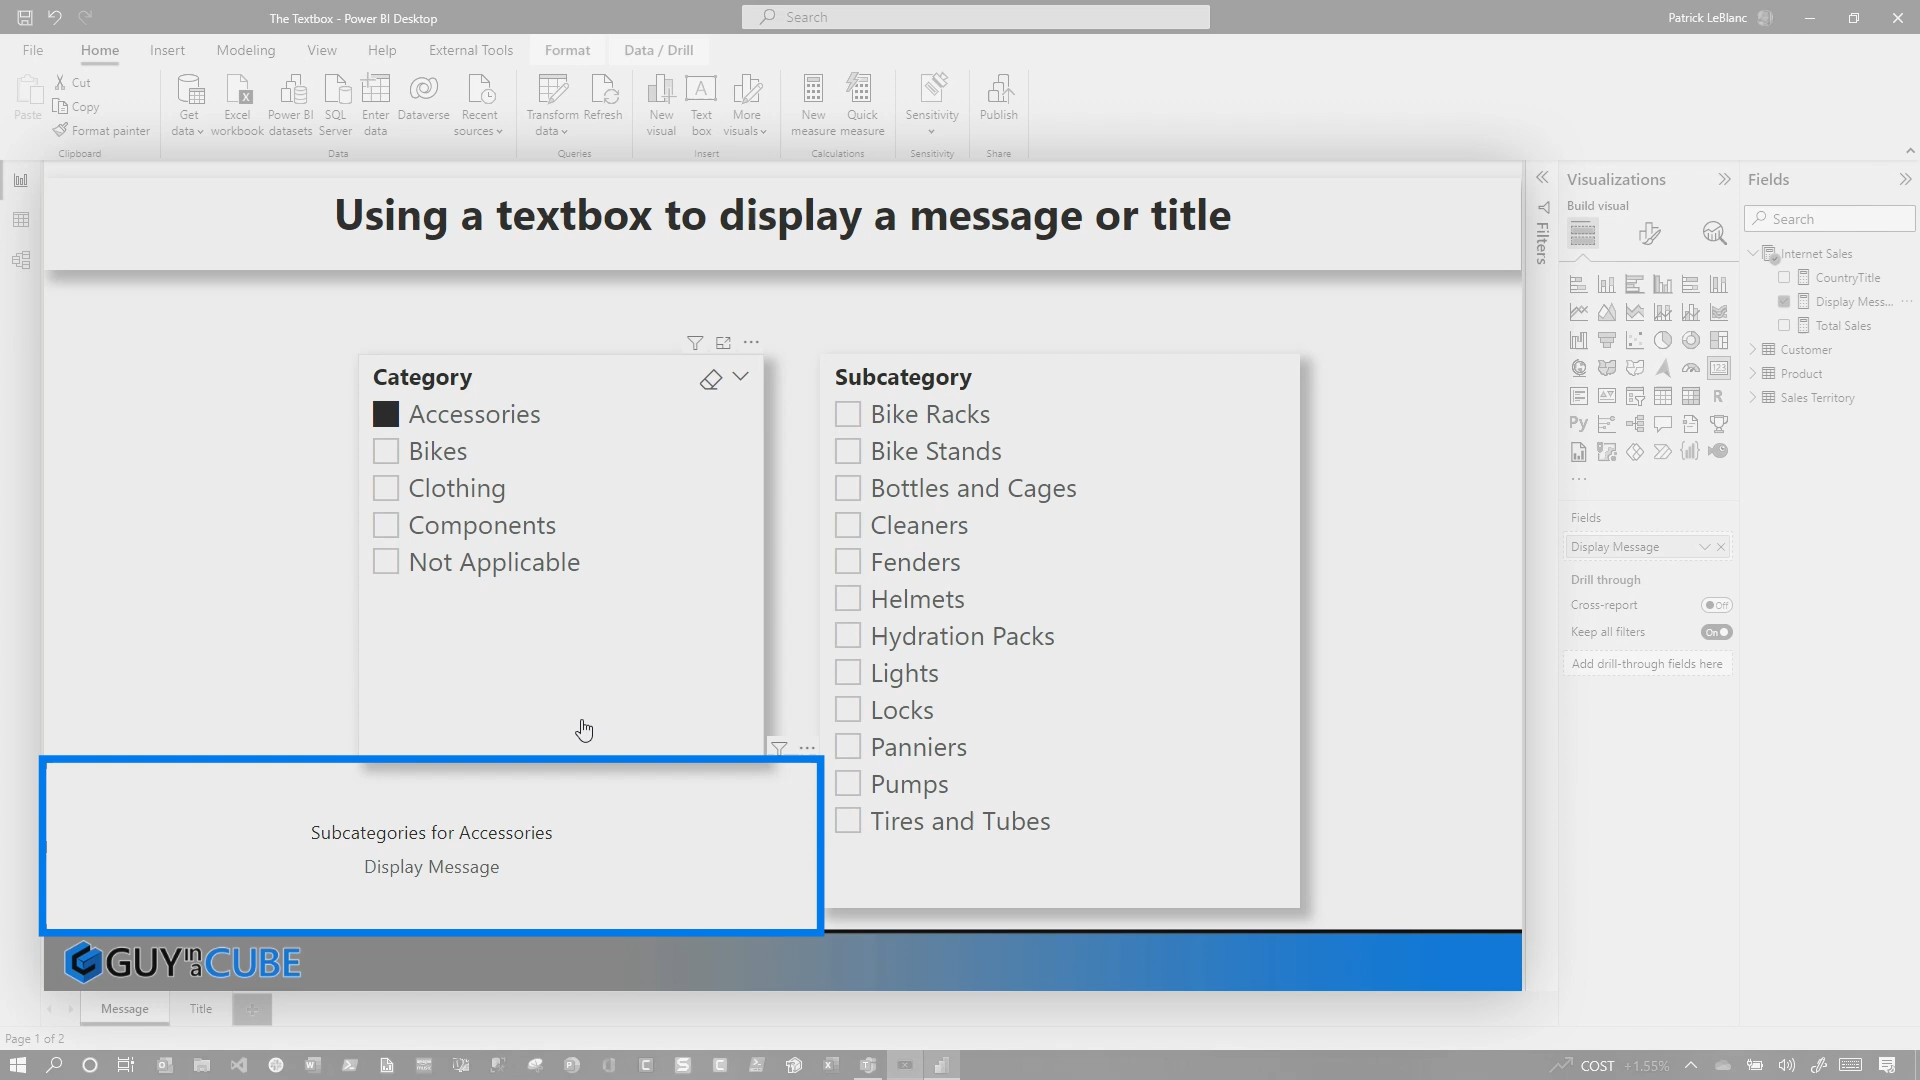 The Textbox - Power BI Desktop
Search
Patrick LeBlanc
File
Home
Insert
Modeling
View
Help
External Tools
Format
Data / Drill
Paste
Cut
Copy
Format painter
Clipboard
Get data
Excel workbook
Power BI datasets
SQL Server
Enter data
Dataverse
Recent sources
Data
Transform data
Refresh
Queries
New visual
Text box
More visuals
Insert
New measure
Quick measure
Calculations
Sensitivity
Sensitivity
Publish
Share
Using a textbox to display a message or title
Category
Accessories
Bikes
Clothing
Components
Not Applicable
Subcategory
Bike Racks
Bike Stands
Bottles and Cages
Cleaners
Fenders
Helmets
Hydration Packs
Lights
Locks
Panniers
Pumps
Tires and Tubes
Subcategories for Accessories
Display Message
GUY in a CUBE
Filters
Visualizations
Build visual
123
R
Py
Fields
Display Message
Drill through
Cross-report
Off
Keep all filters
On
Add drill-through fields here
Fields
Search
Internet Sales
CountryTitle
Display Mess...
Total Sales
Customer
Product
Sales Territory
Message
Title
Page 1 of 2
COST +1.55%